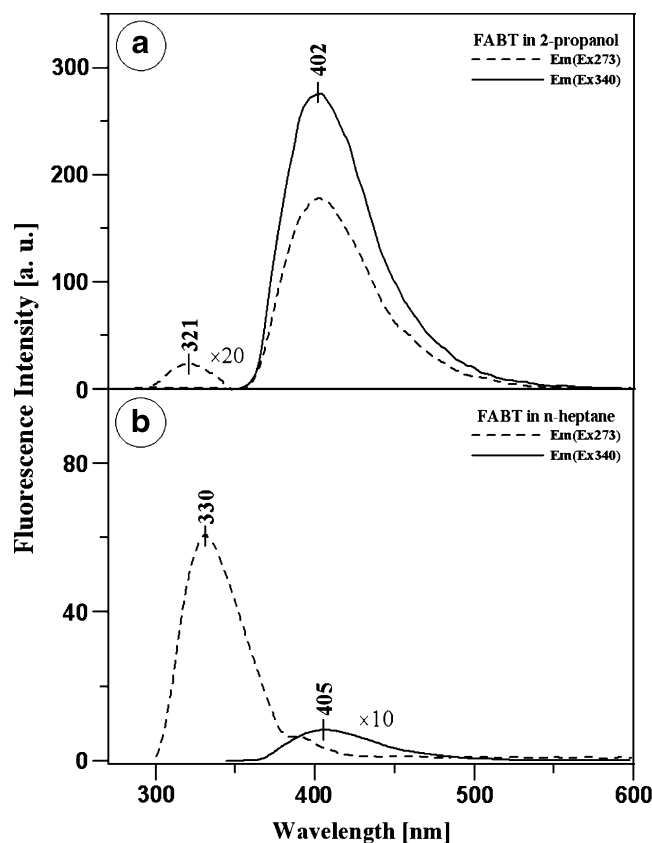 a
FABT in 2-propanol
Em(Ex273)
Em(Ex340)
402
300
200
100
0
321
×20
b
FABT in n-heptane
Em(Ex273)
Em(Ex340)
80
40
0
330
405
×10
300
400
500
600
Wavelength [nm]
Fluorescence Intensity [a. u.]